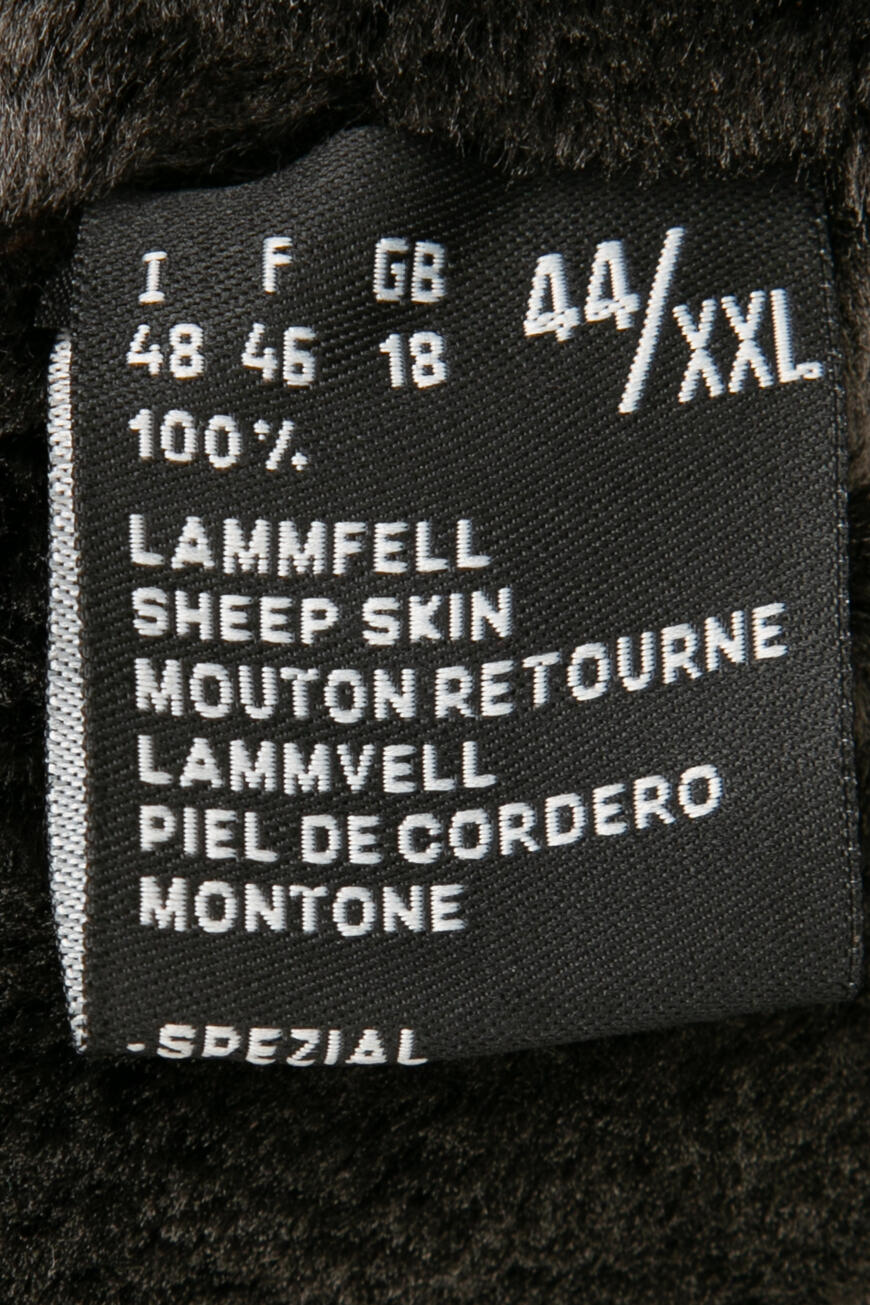 I F GB
48 46 18 44/XXL
100%
LAMMFELL
SHEEP SKIN
MOUTON RETOURNE
LAMMVELL
PIEL DE CORDERO
MONTONE
-SPEZIAL